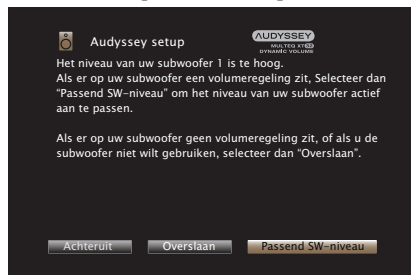 Audyssey setup
AUDYSSEY
MULTEQ XT32
DYNAMIC VOLUME
Het niveau van uw subwoofer 1 is te hoog.
Als er op uw subwoofer een volumeregeling zit, Selecteer dan
“Passend SW-niveau” om het niveau van uw subwoofer actief
aan te passen.
Als er op uw subwoofer geen volumeregeling zit, of als u de
subwoofer niet wilt gebruiken, selecteer dan “Overslaan”.
Achteruit
Overslaan
Passend SW-niveau